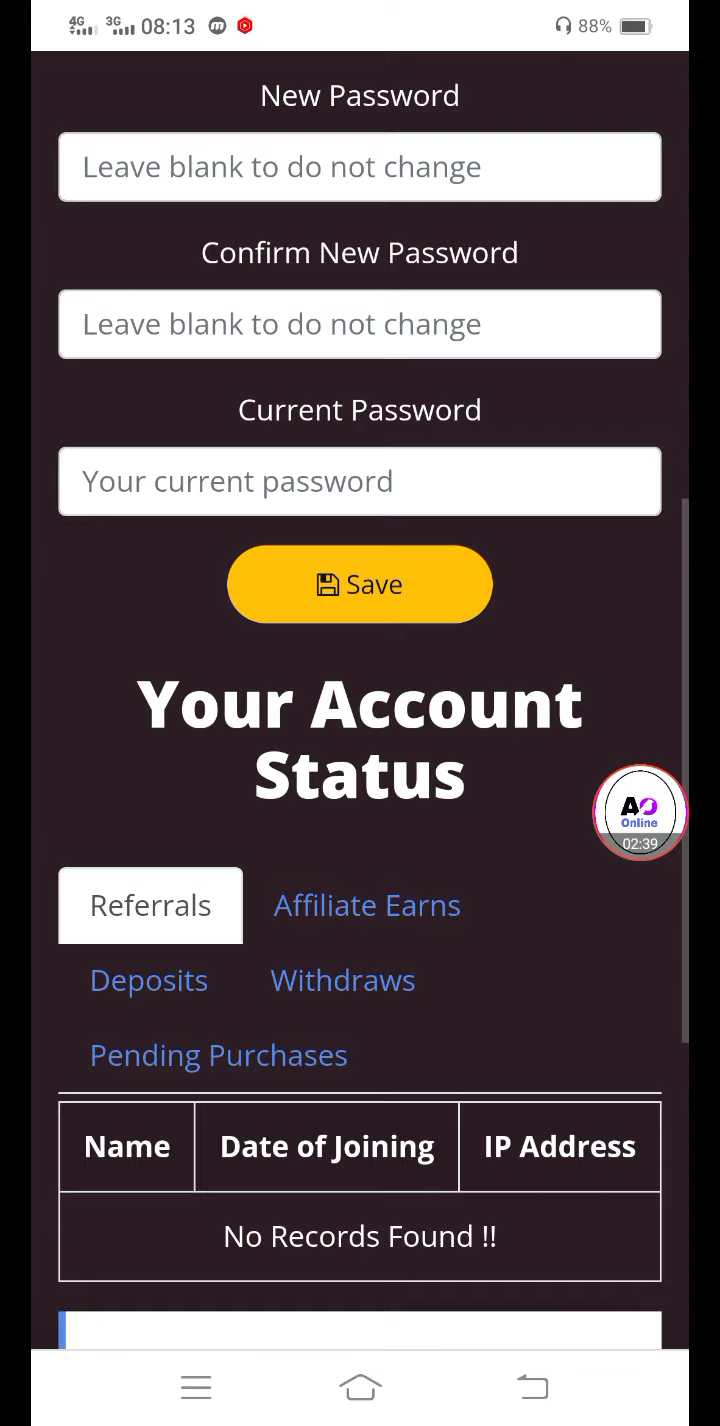 4G 3G 08:13 88%
New Password
Leave blank to do not change
Confirm New Password
Leave blank to do not change
Current Password
Your current password
Save
Your Account
Status
AO
Online
02:39
Referrals Affiliate Earns
Deposits Withdraws
Pending Purchases
Name Date of Joining IP Address
No Records Found !!